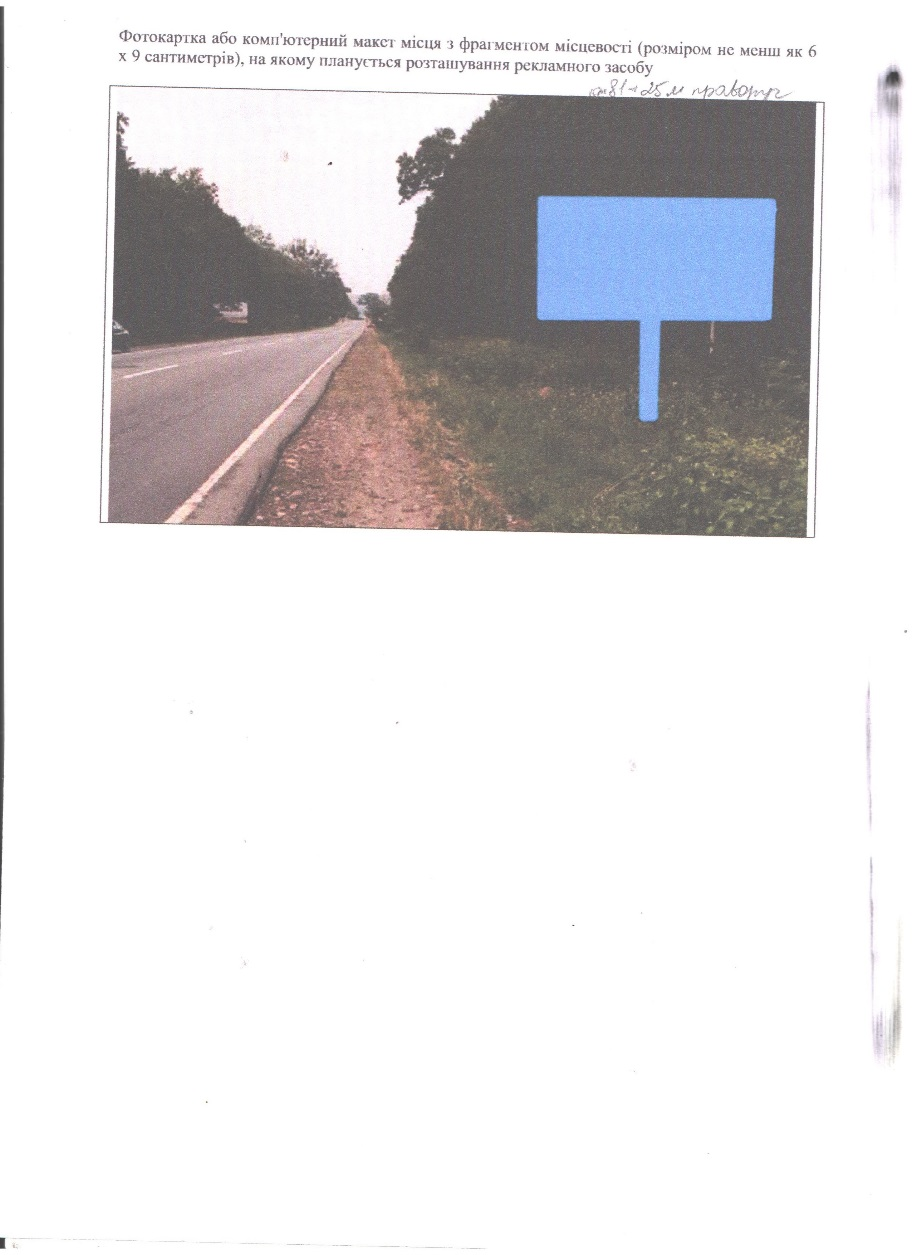 Фотокартка або комп'ютерний макет місця з фрагментом місцевості (розміром не менш як 6
х 9 сантиметрів), на якому планується розташування рекламного засобу
км81+25м праворуч